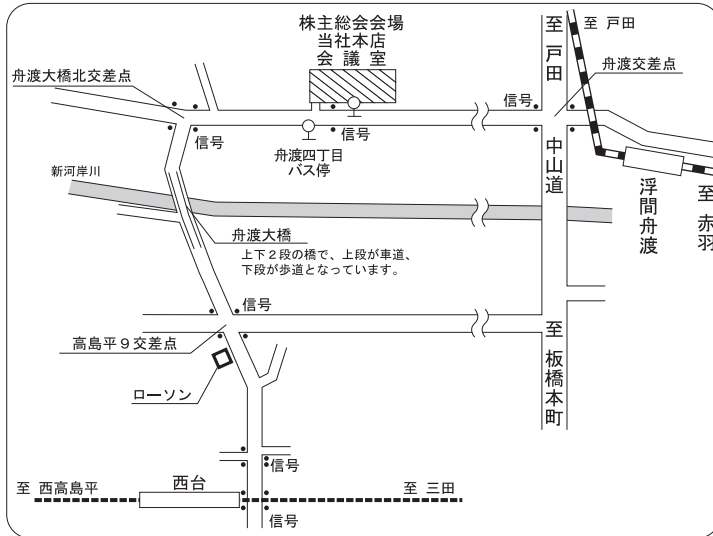 株主総会会場
当社本店
会議室
至 戸田
至 戸田
舟渡大橋北交差点
舟渡交差点
信号
信号
信号
舟渡四丁目
バス停
中山道
新河岸川
浮間舟渡
至 赤羽
舟渡大橋
上下２段の橋で、上段が車道、
下段が歩道となっています。
信号
高島平９交差点
至 板橋本町
ローソン
信号
至 西高島平
西台
至 三田
信号